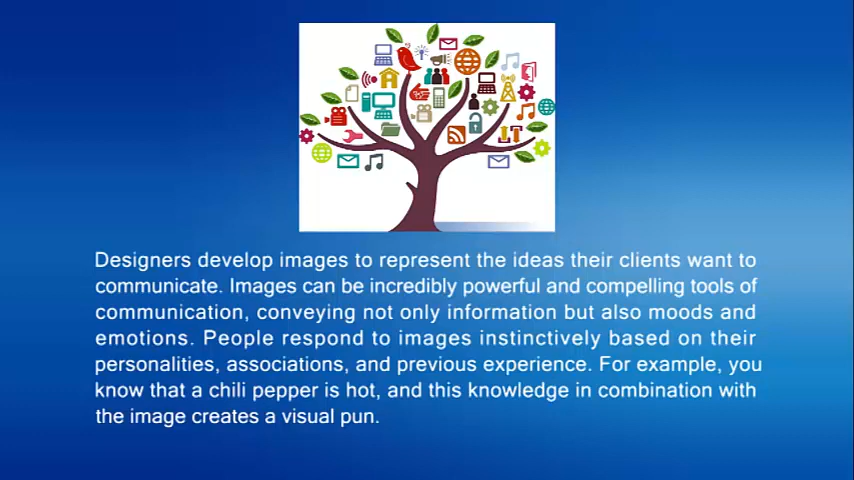 Designers develop images to represent the ideas their clients want to
communicate. Images can be incredibly powerful and compelling tools of
communication, conveying not only information but also moods and
emotions. People respond to images instinctively based on their
personalities, associations, and previous experience. For example, you
know that a chili pepper is hot, and this knowledge in combination with
the image creates a visual pun.